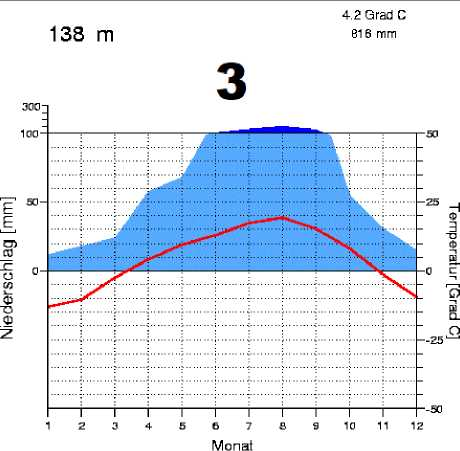 4.2 Grad C
138 m
816 mm
3
300
100
50
50
25
0
0
-25
-50
Niederschlag [mm]
Temperatur [Grad C]
1 2 3 4 5 6 7 8 9 10 11 12
Monat